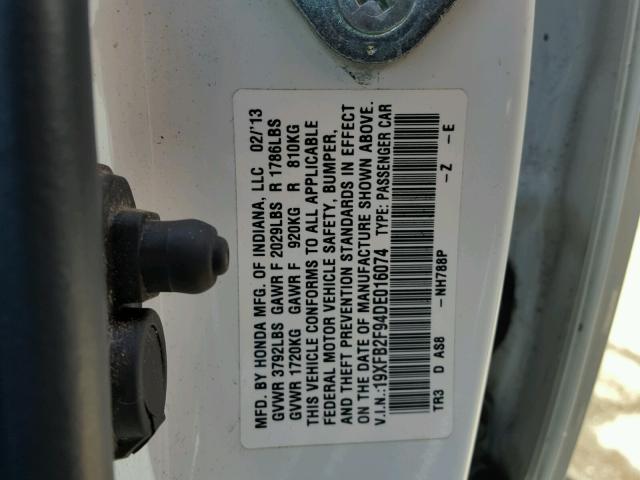 MFD. BY HONDA MFG. OF INDIANA, LLC 02/'13
GVWR 3792LBS GAWR F 2029LBS R 1786LBS
GVWR 1720KG GAWR F 920KG R 810KG
THIS VEHICLE CONFORMS TO ALL APPLICABLE
FEDERAL MOTOR VEHICLE SAFETY, BUMPER,
AND THEFT PREVENTION STANDARDS IN EFFECT
ON THE DATE OF MANUFACTURE SHOWN ABOVE.
V.I.N.:19XFB2F94DE016074 TYPE: PASSENGER CAR
TR3 D AS8 – NH788P – Z – E